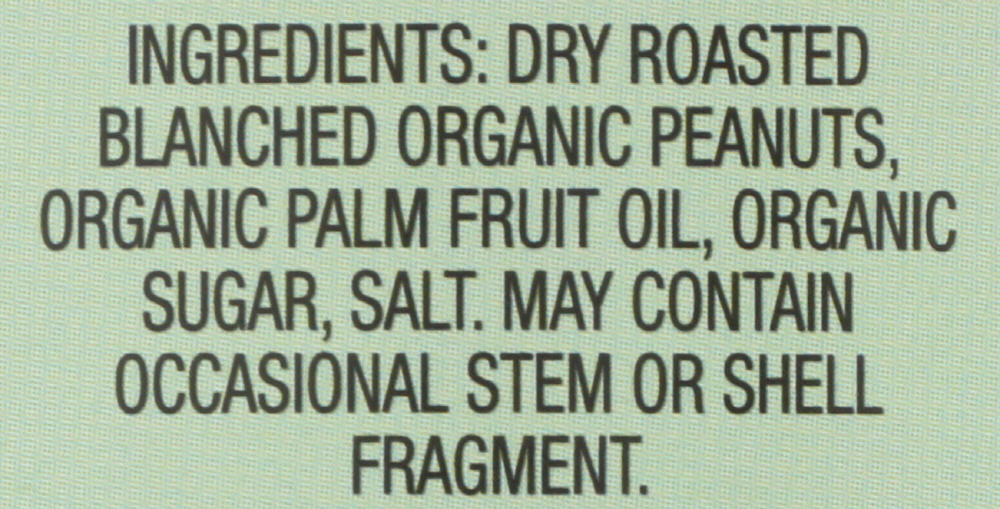 INGREDIENTS: DRY ROASTED
BLANCHED ORGANIC PEANUTS,
ORGANIC PALM FRUIT OIL, ORGANIC
SUGAR, SALT. MAY CONTAIN
OCCASIONAL STEM OR SHELL
FRAGMENT.